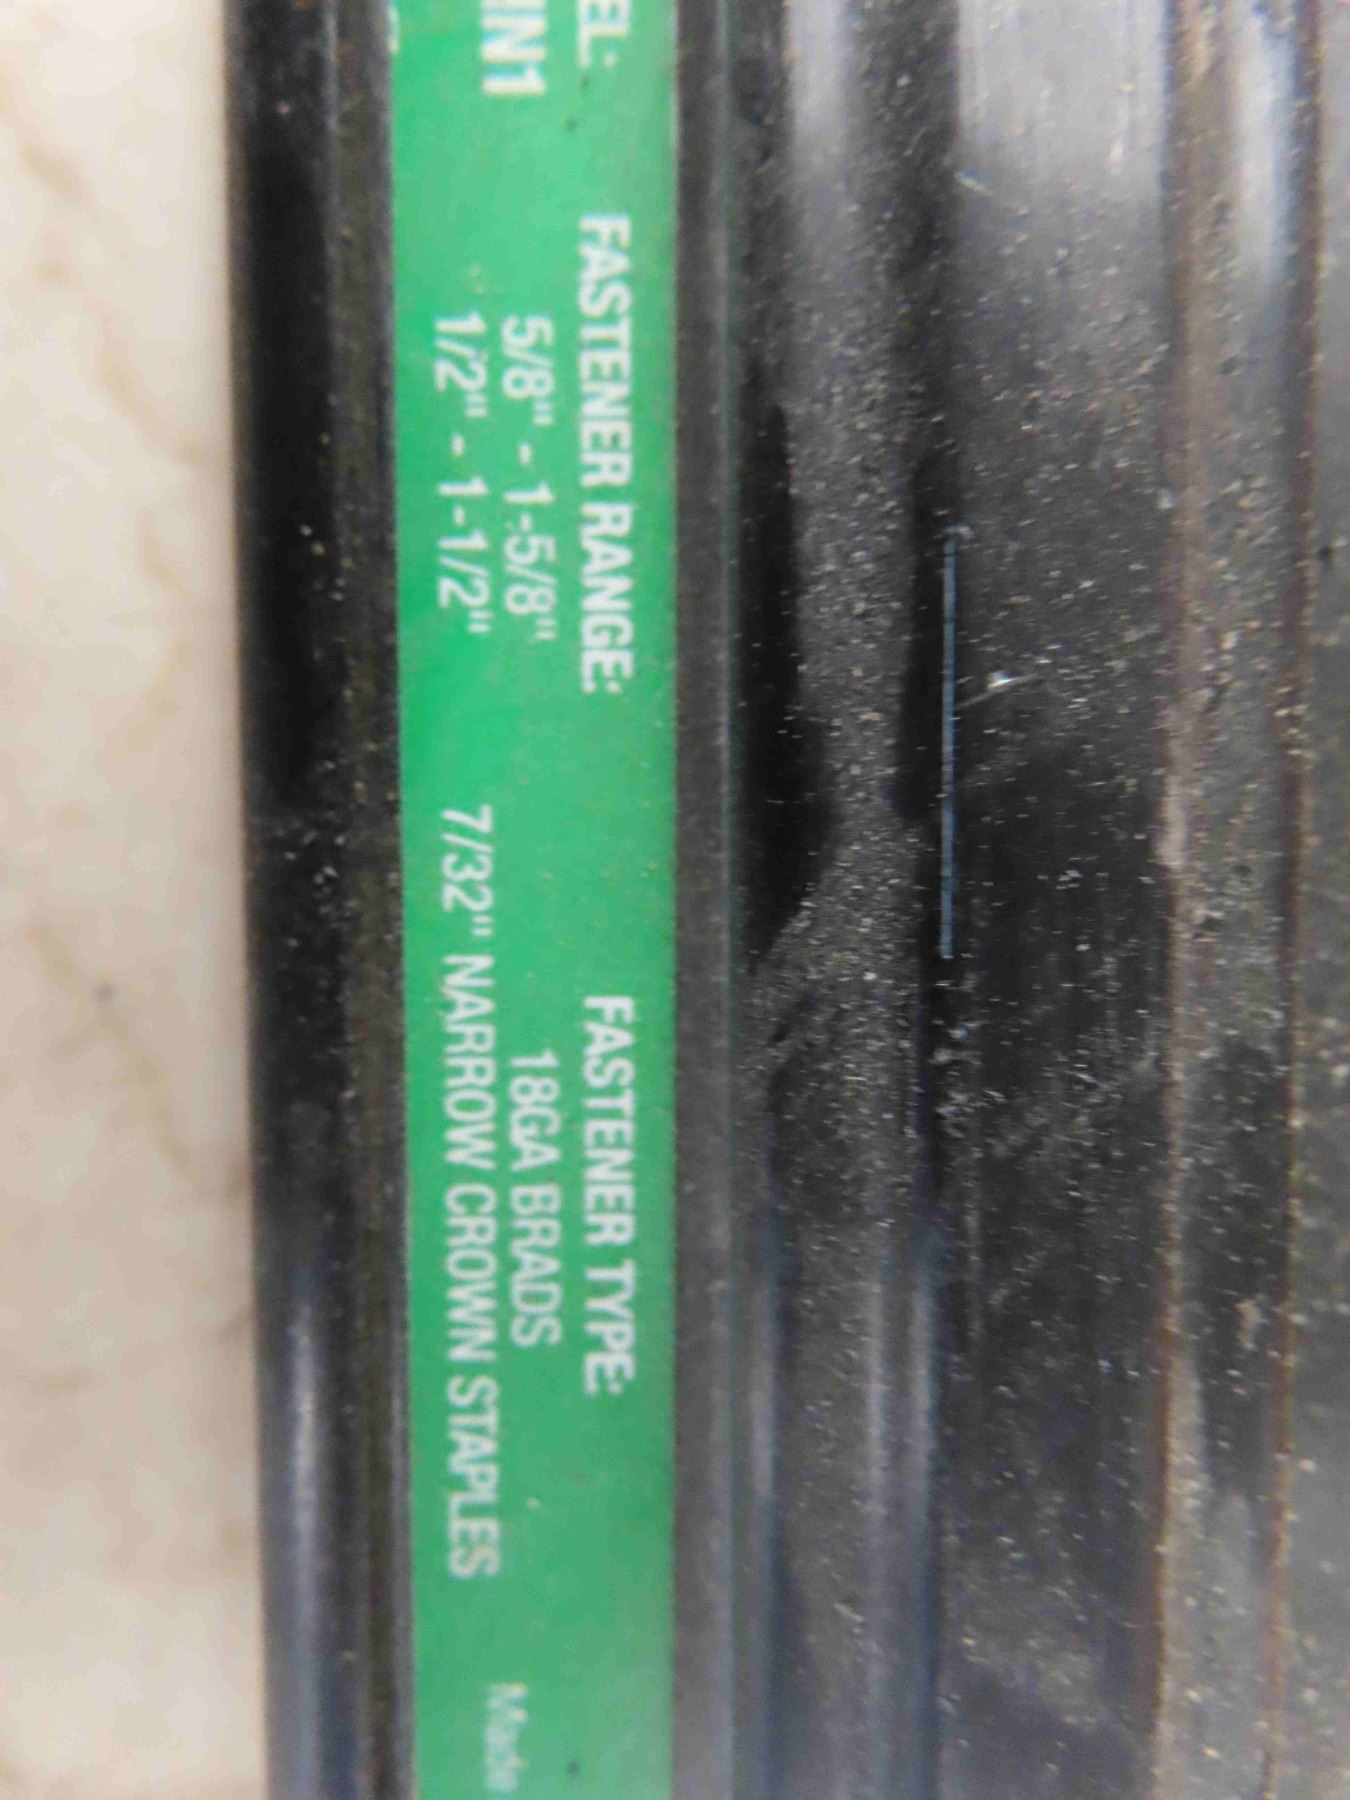 EL:
IN1
FASTENER RANGE:
5/8" - 1-5/8"
1/2" - 1-1/2"
FASTENER TYPE:
18GA BRADS
7/32" NARROW CROWN STAPLES
Made